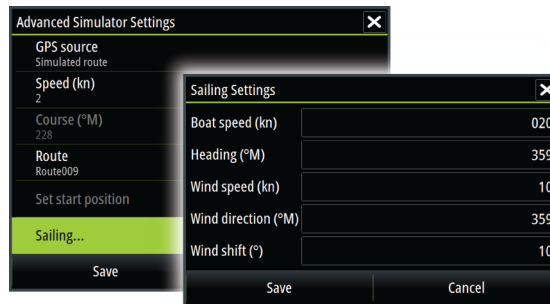 Advanced Simulator Settings
GPS source
Simulated route
Speed (kn)
2
Course (°M)
228
Route
Route009
Set start position
Sailing...
Save
Sailing Settings
Boat speed (kn) 020
Heading (°M) 359
Wind speed (kn) 10
Wind direction (°M) 359
Wind shift (°) 10
Save Cancel